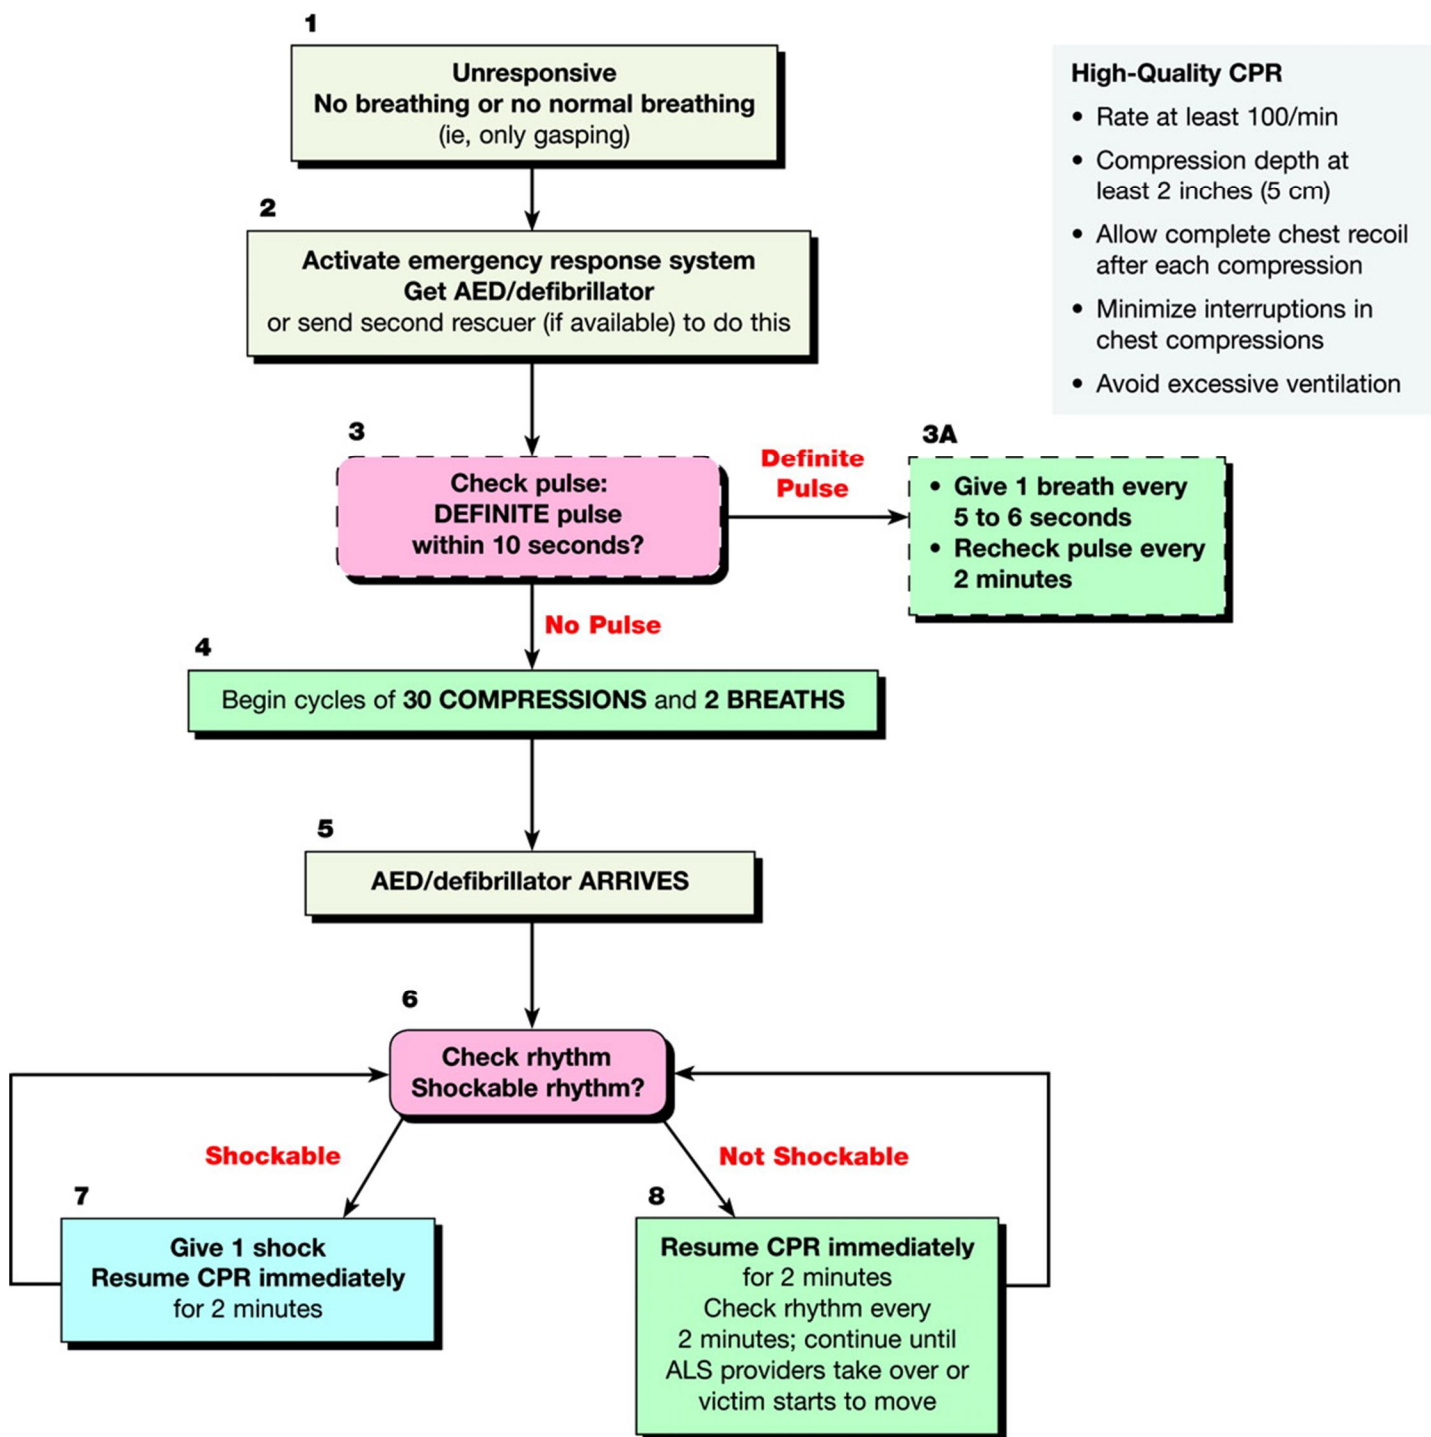 1
Unresponsive
No breathing or no normal breathing
(ie, only gasping)
High-Quality CPR
• Rate at least 100/min
• Compression depth at
least 2 inches (5 cm)
• Allow complete chest recoil
after each compression
• Minimize interruptions in
chest compressions
• Avoid excessive ventilation
2
Activate emergency response system
Get AED/defibrillator
or send second rescuer (if available) to do this
3
Check pulse:
DEFINITE pulse
within 10 seconds?
Definite
Pulse
3A
• Give 1 breath every
5 to 6 seconds
• Recheck pulse every
2 minutes
No Pulse
4
Begin cycles of 30 COMPRESSIONS and 2 BREATHS
5
AED/defibrillator ARRIVES
6
Check rhythm
Shockable rhythm?
Shockable
Not Shockable
7
Give 1 shock
Resume CPR immediately
for 2 minutes
8
Resume CPR immediately
for 2 minutes
Check rhythm every
2 minutes; continue until
ALS providers take over or
victim starts to move